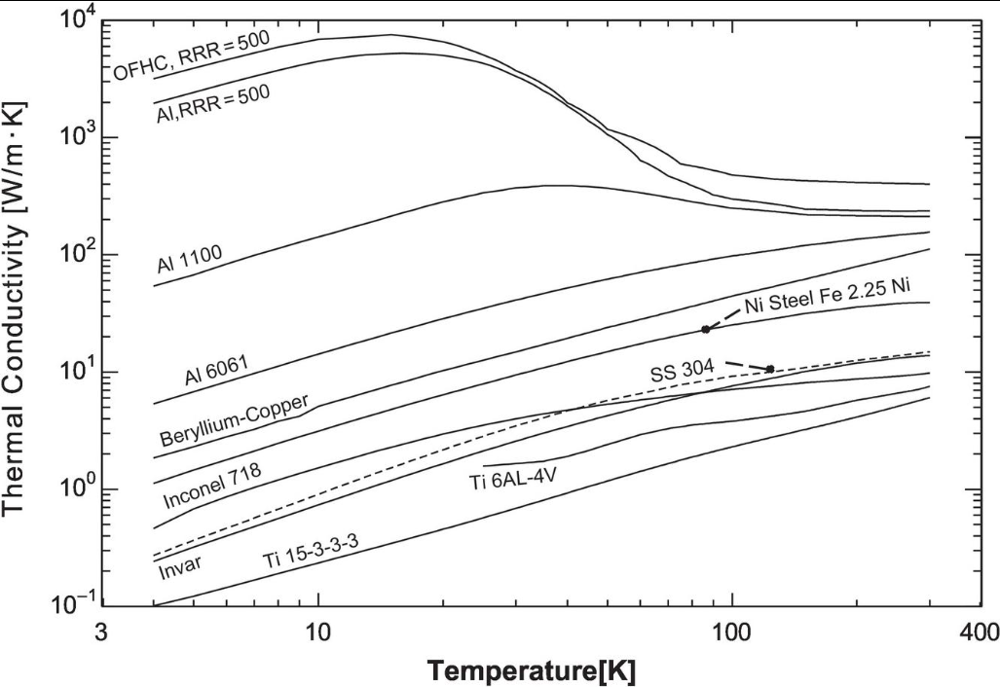 10⁴
OFHC, RRR = 500
Al,RRR = 500
10³
Al 1100
10²
Ni Steel Fe 2.25 Ni
Al 6061
SS 304
10¹
Beryllium-Copper
Ti 6AL-4V
Inconel 718
10⁰
Ti 15-3-3-3
Invar
10⁻¹
3 10 100 400
Temperature[K]
Thermal Conductivity [W/m·K]